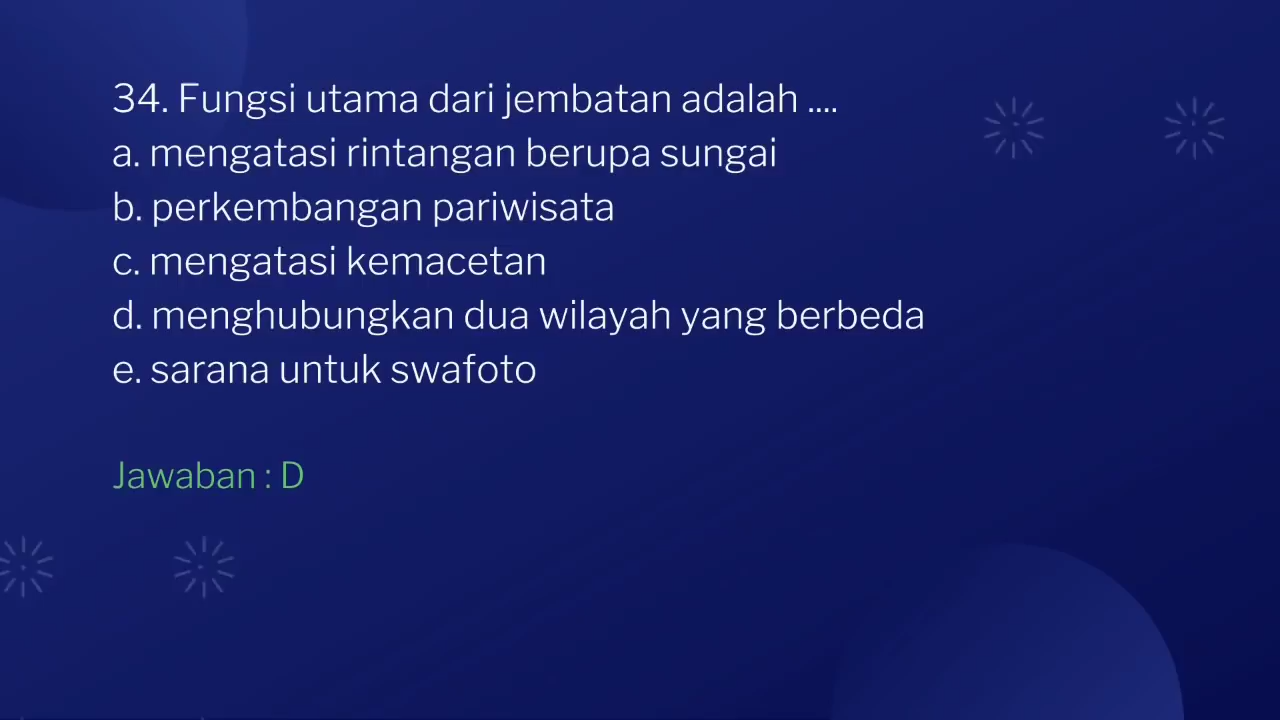 34. Fungsi utama dari jembatan adalah ....
a. mengatasi rintangan berupa sungai
b. perkembangan pariwisata
c. mengatasi kemacetan
d. menghubungkan dua wilayah yang berbeda
e. sarana untuk swafoto
Jawaban : D